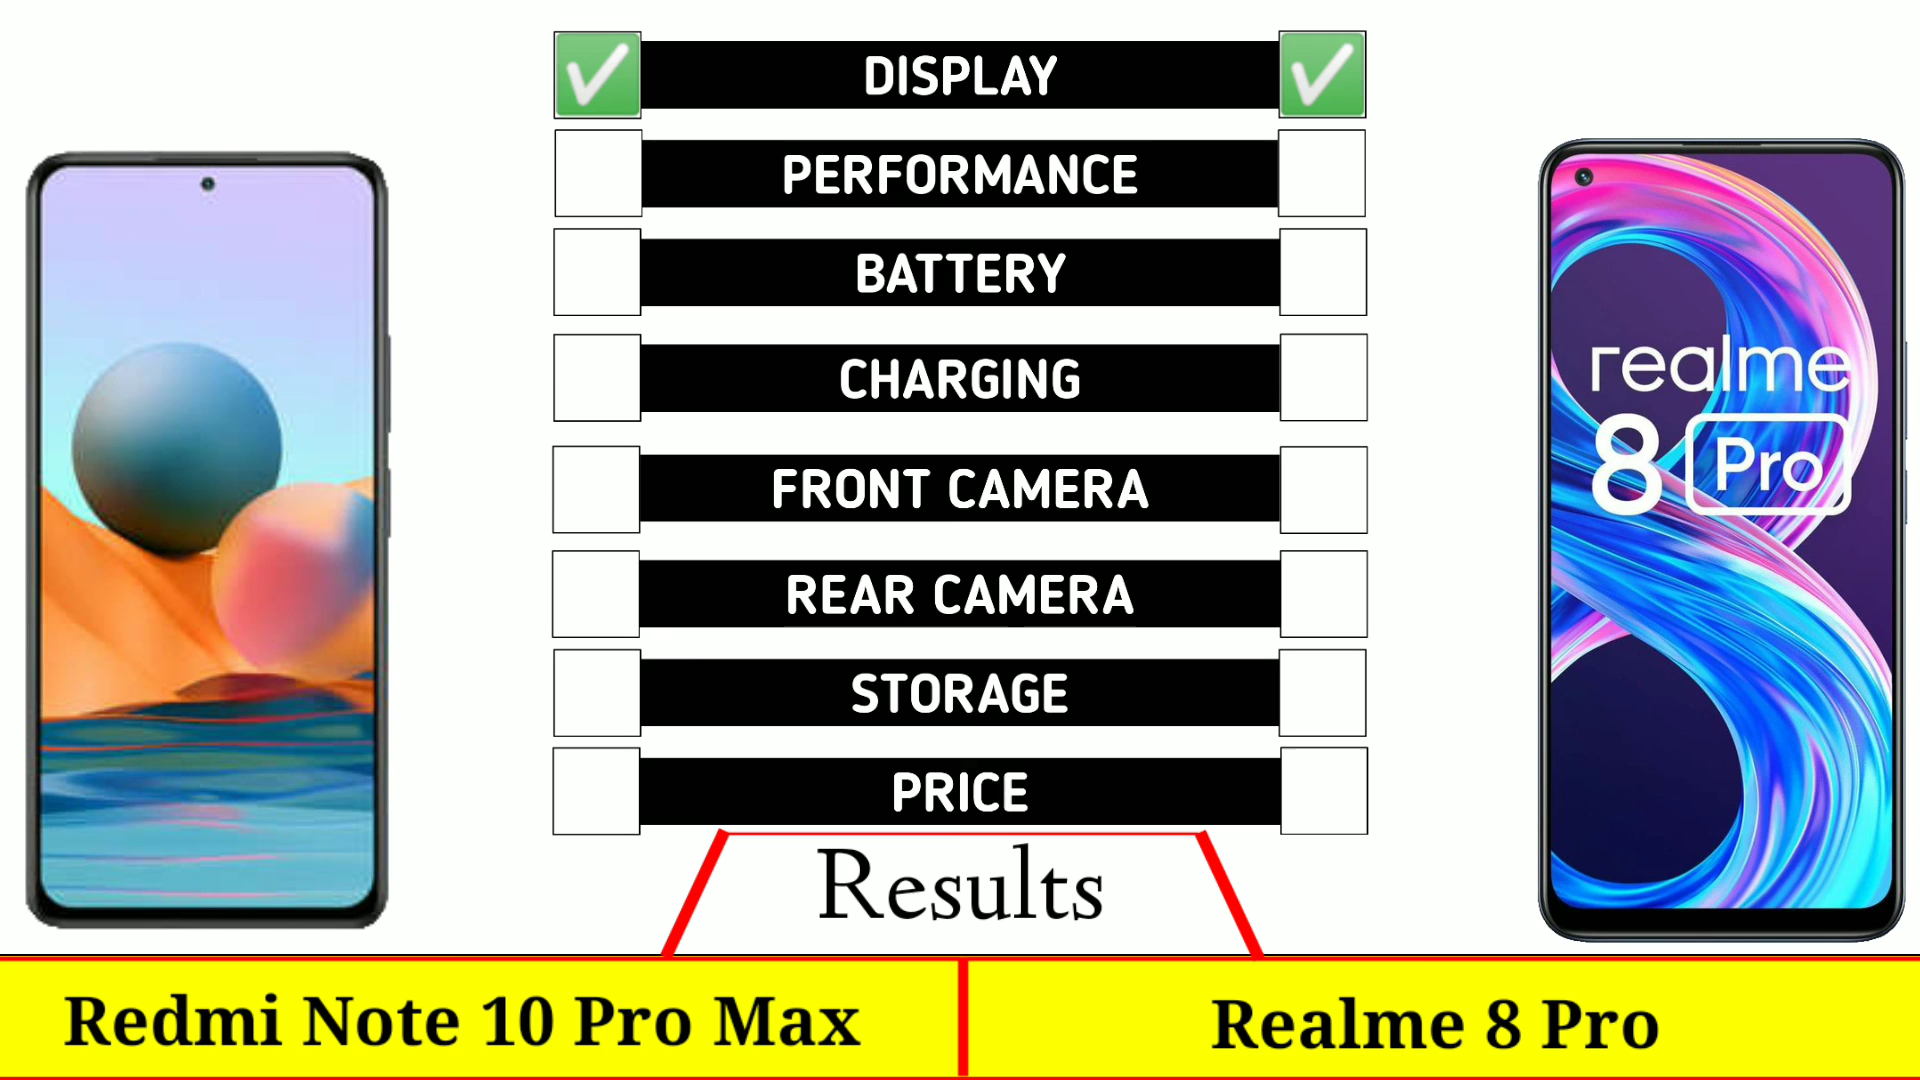 DISPLAY
PERFORMANCE
BATTERY
CHARGING
FRONT CAMERA
REAR CAMERA
STORAGE
PRICE
realme
8 Pro
Results
Redmi Note 10 Pro Max
Realme 8 Pro